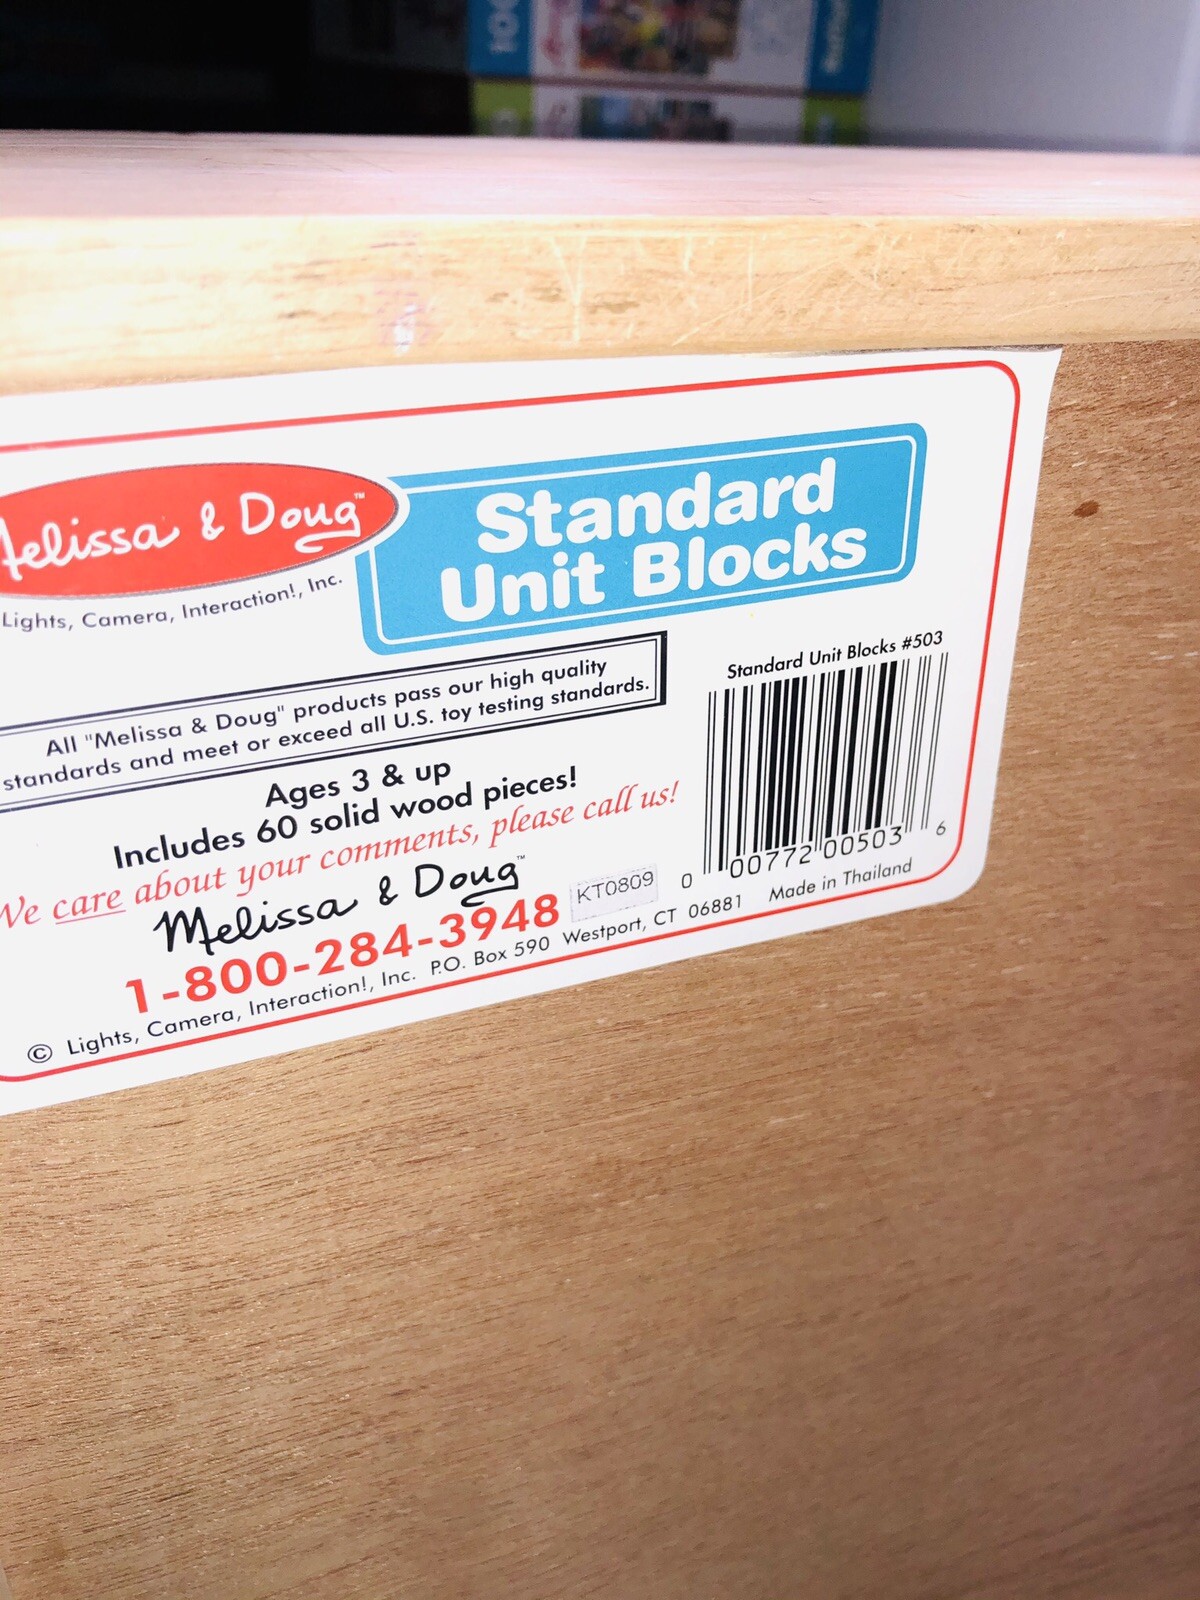 Melissa & Doug™
Lights, Camera, Interaction!, Inc.
Standard
Unit Blocks
All "Melissa & Doug" products pass our high quality
standards and meet or exceed all U.S. toy testing standards.
Ages 3 & up
Includes 60 solid wood pieces!
We care about your comments, please call us!
Melissa & Doug™
1-800-284-3948
KT0809
© Lights, Camera, Interaction!, Inc. P.O. Box 590 Westport, CT 06881
Standard Unit Blocks #503
0 00772 00503 6
Made in Thailand